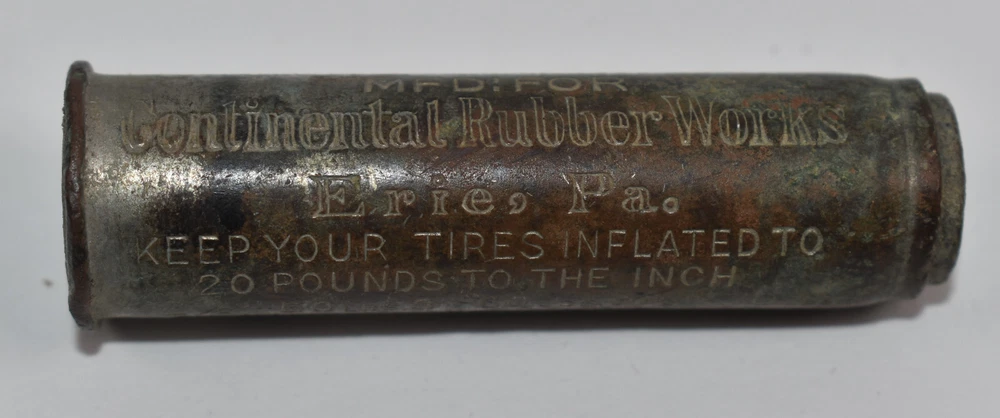 MFD: FOR
Continental Rubber Works
Erie, Pa.
KEEP YOUR TIRES INFLATED TO
20 POUNDS TO THE INCH